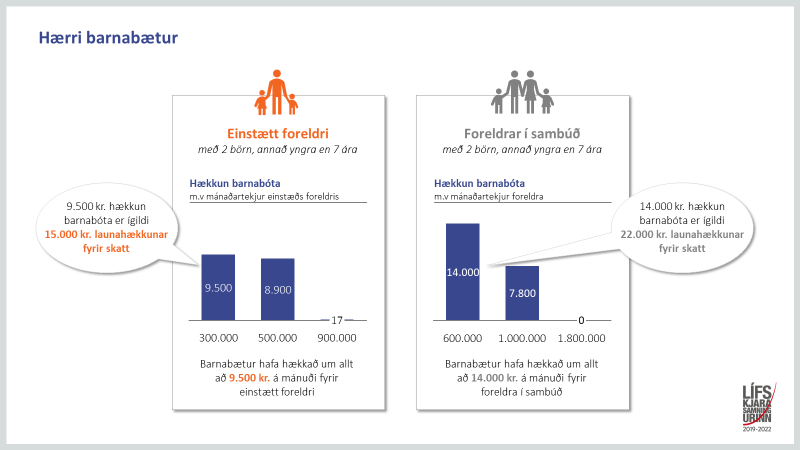 Hærri barnabætur
Einstætt foreldri
með 2 börn, annað yngra en 7 ára
Hækkun barnabóta
m.v mánaðartekjur einstæðs foreldris
9.500 kr. hækkun
barnabóta er ígildi
15.000 kr. launahækkunar
fyrir skatt
9.500
8.900
17
300.000
500.000
900.000
Barnabætur hafa hækkað um allt
að 9.500 kr. á mánuði fyrir
einstætt foreldri
Foreldrar í sambúð
með 2 börn, annað yngra en 7 ára
Hækkun barnabóta
m.v mánaðartekjur foreldra
14.000 kr. hækkun
barnabóta er ígildi
22.000 kr. launahækkunar
fyrir skatt
14.000
7.800
0
600.000
1.000.000
1.800.000
Barnabætur hafa hækkað um allt
að 14.000 kr. á mánuði fyrir
foreldra í sambúð
LÍFS
KJARA
SAMNING
URINN
2019-2022